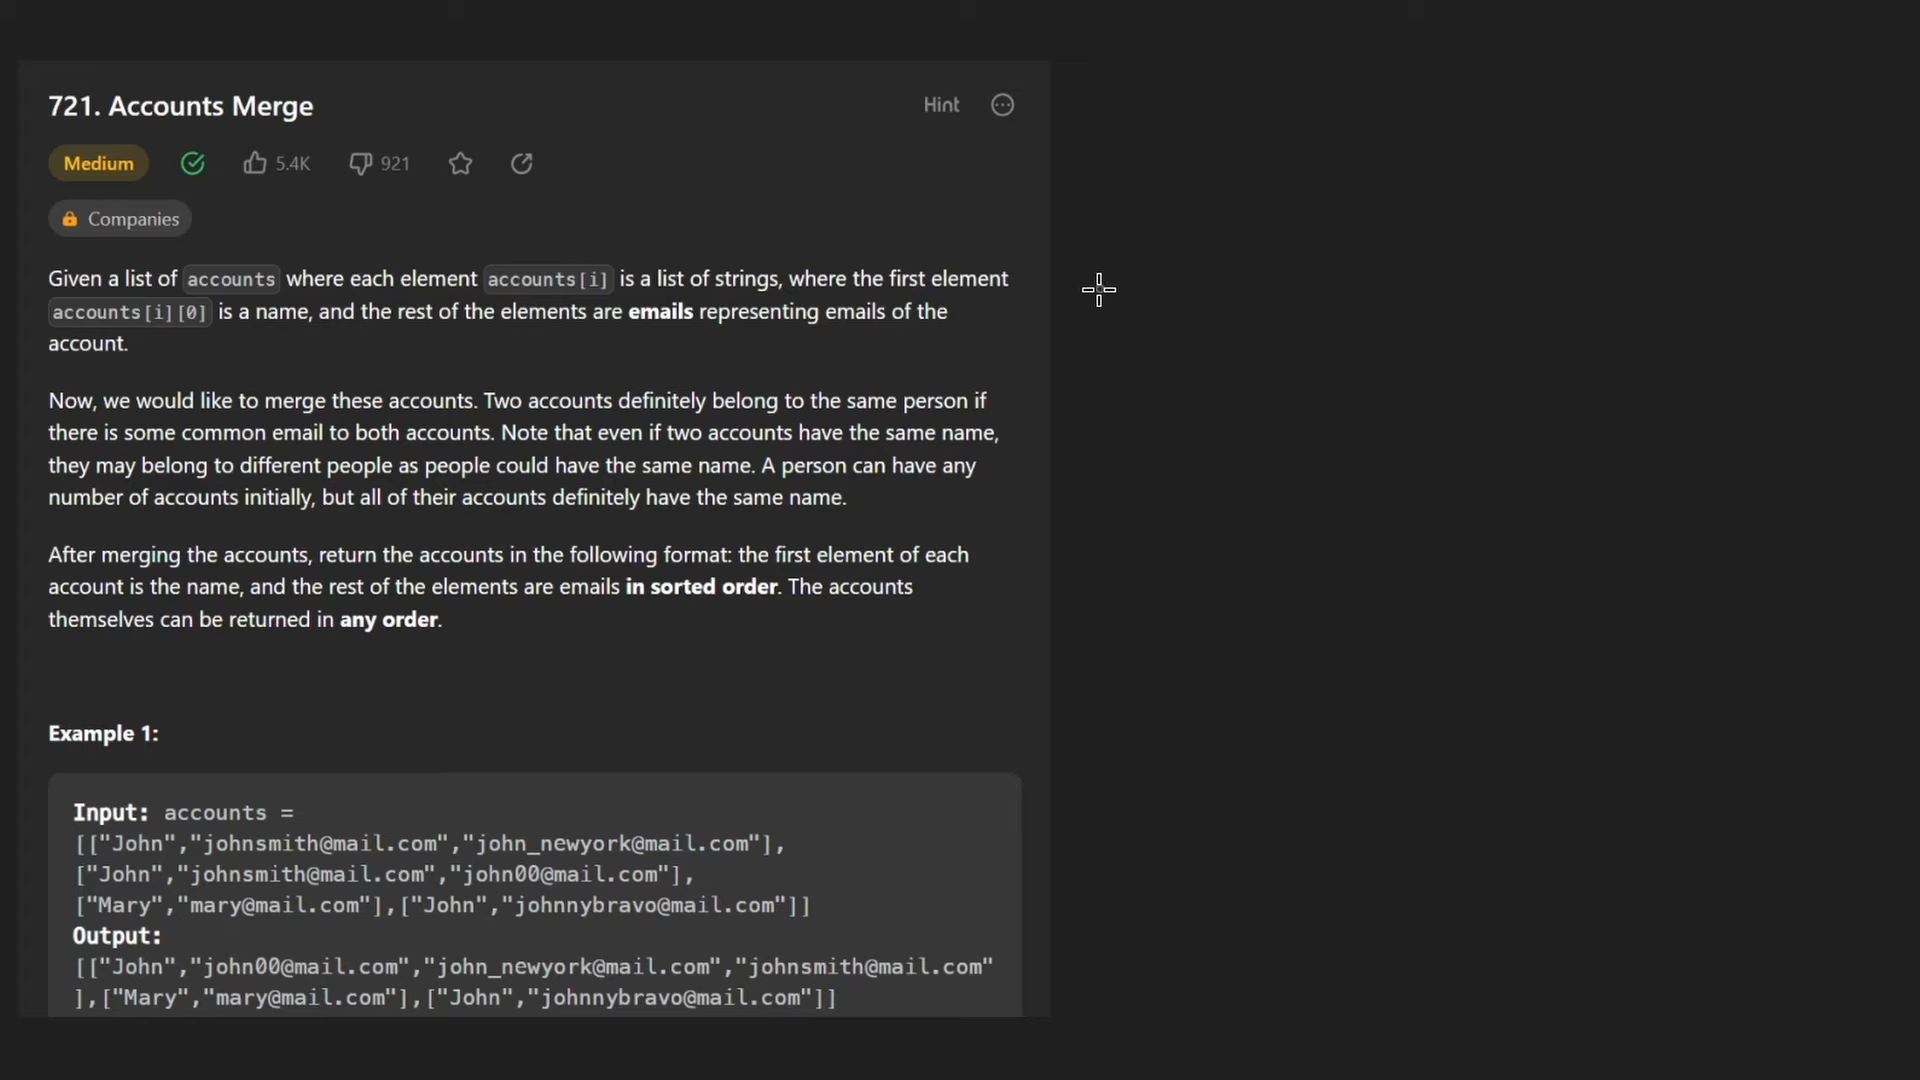 721. Accounts Merge
Hint
Medium
5.4K
921
Companies
Given a list of accounts where each element accounts[i] is a list of strings, where the first element
accounts[i][0] is a name, and the rest of the elements are emails representing emails of the
account.
Now, we would like to merge these accounts. Two accounts definitely belong to the same person if
there is some common email to both accounts. Note that even if two accounts have the same name,
they may belong to different people as people could have the same name. A person can have any
number of accounts initially, but all of their accounts definitely have the same name.
After merging the accounts, return the accounts in the following format: the first element of each
account is the name, and the rest of the elements are emails in sorted order. The accounts
themselves can be returned in any order.
Example 1:
Input: accounts =
[["John","johnsmith@mail.com","john_newyork@mail.com"],
["John","johnsmith@mail.com","john00@mail.com"],
["Mary","mary@mail.com"],["John","johnnybravo@mail.com"]]
Output:
[["John","john00@mail.com","john_newyork@mail.com","johnsmith@mail.com"
],["Mary","mary@mail.com"],["John","johnnybravo@mail.com"]]